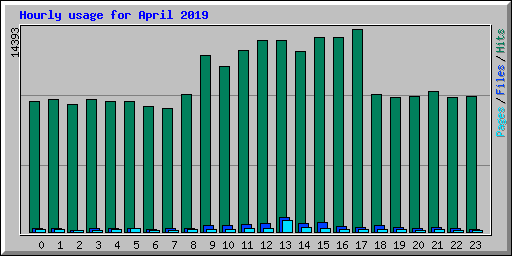 Hourly usage for April 2019
14393
Pages/Files/Hits
0 1 2 3 4 5 6 7 8 9 10 11 12 13 14 15 16 17 18 19 20 21 22 23